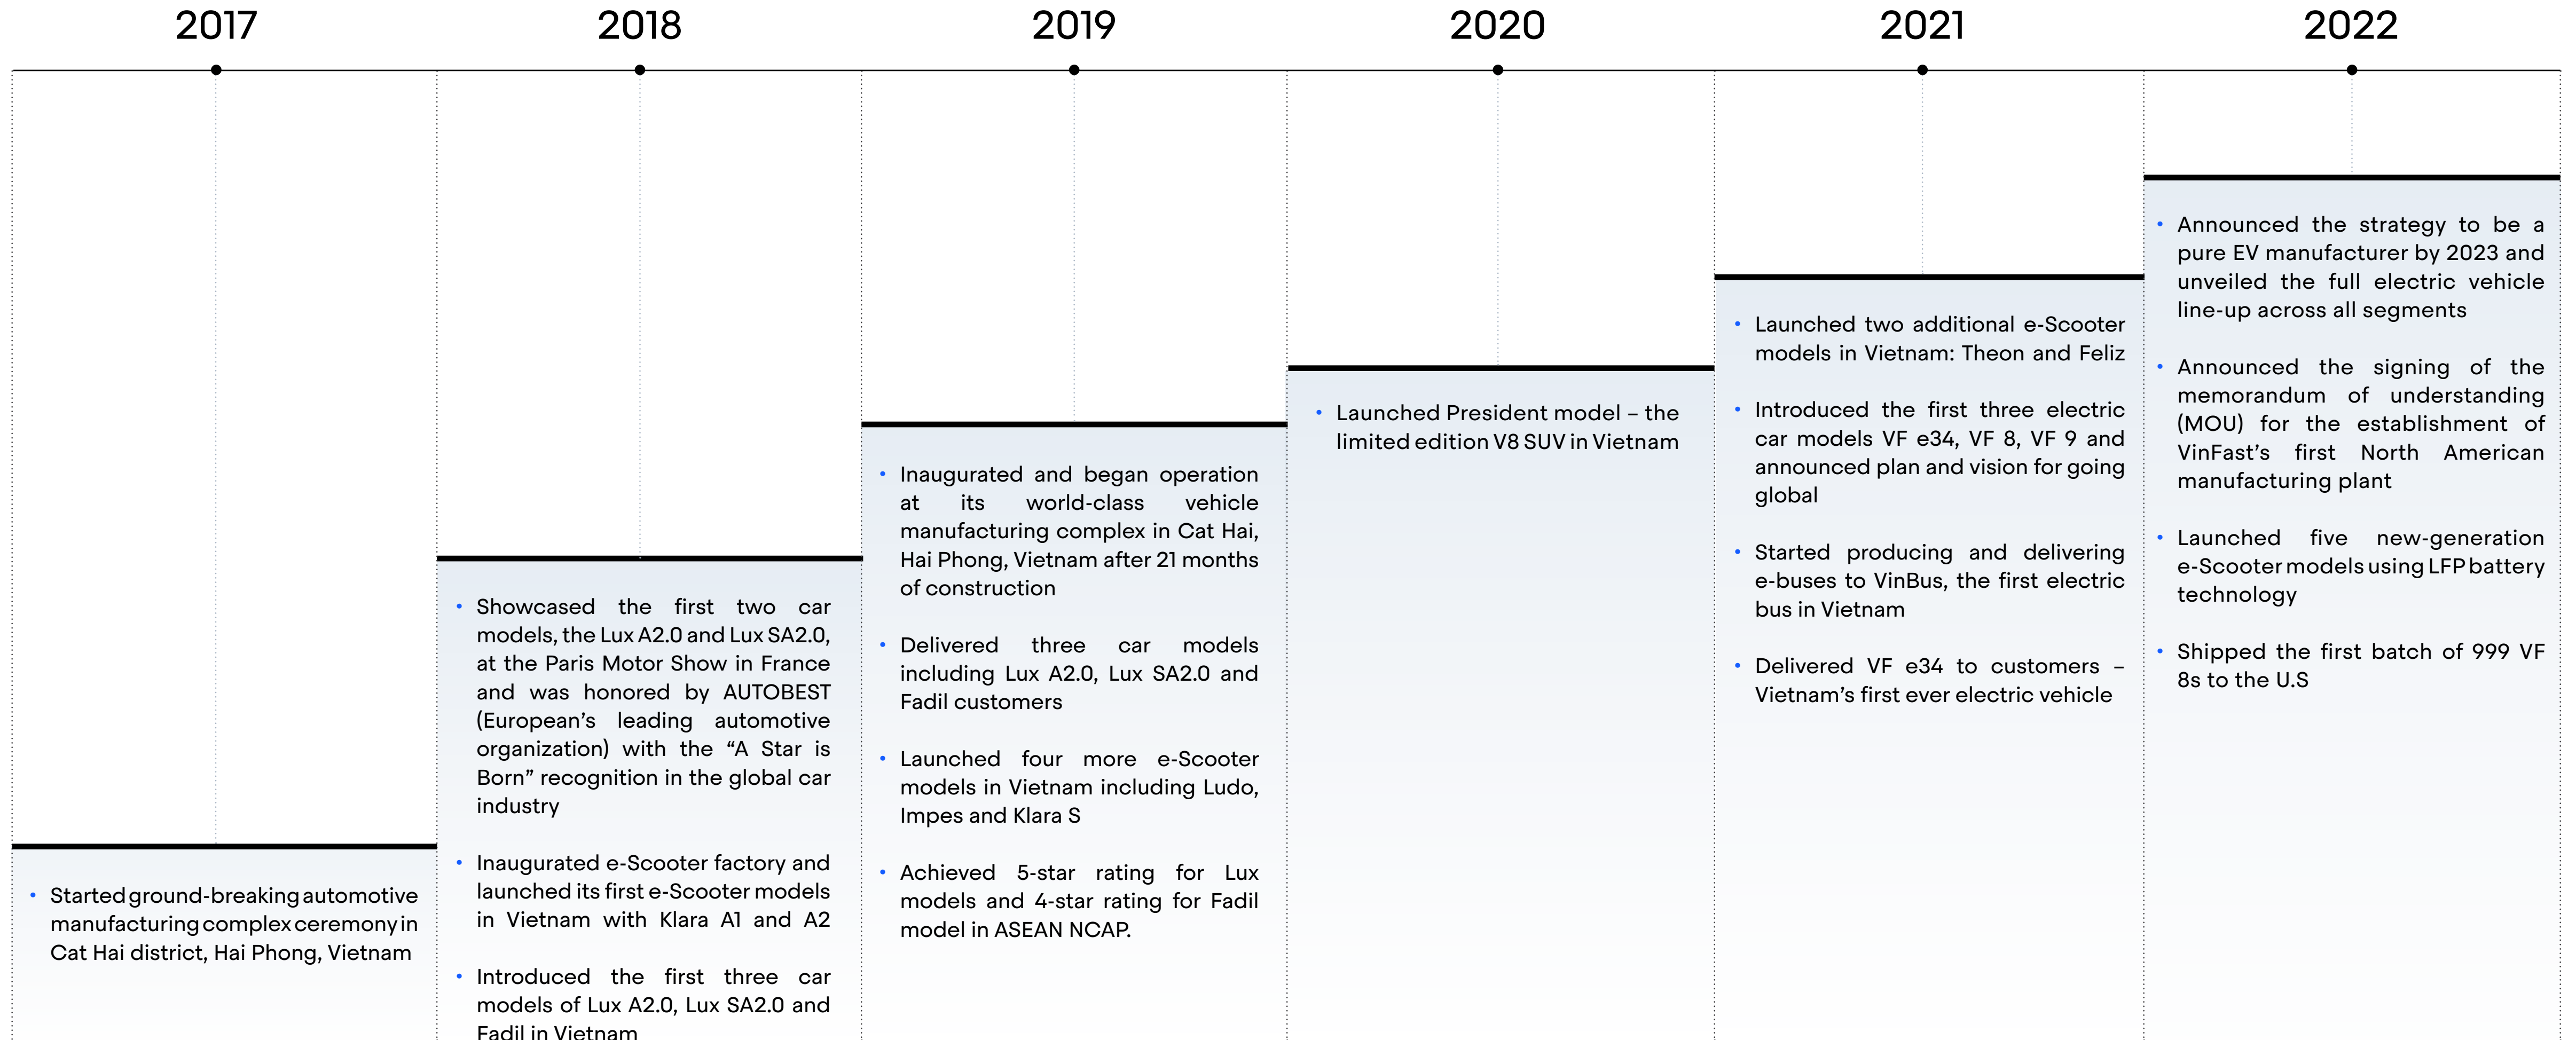 2017
2018
2019
2020
2021
2022
• Started ground-breaking automotive
manufacturing complex ceremony in
Cat Hai district, Hai Phong, Vietnam
• Showcased the first two car
models, the Lux A2.0 and Lux SA2.0,
at the Paris Motor Show in France
and was honored by AUTOBEST
(European’s leading automotive
organization) with the “A Star is
Born” recognition in the global car
industry
• Inaugurated e-Scooter factory and
launched its first e-Scooter models
in Vietnam with Klara A1 and A2
• Introduced the first three car
models of Lux A2.0, Lux SA2.0 and
Fadil in Vietnam
• Inaugurated and began operation
at its world-class vehicle
manufacturing complex in Cat Hai,
Hai Phong, Vietnam after 21 months
of construction
• Delivered three car models
including Lux A2.0, Lux SA2.0 and
Fadil customers
• Launched four more e-Scooter
models in Vietnam including Ludo,
Impes and Klara S
• Achieved 5-star rating for Lux
models and 4-star rating for Fadil
model in ASEAN NCAP.
• Launched President model – the
limited edition V8 SUV in Vietnam
• Launched two additional e-Scooter
models in Vietnam: Theon and Feliz
• Introduced the first three electric
car models VF e34, VF 8, VF 9 and
announced plan and vision for going
global
• Started producing and delivering
e-buses to VinBus, the first electric
bus in Vietnam
• Delivered VF e34 to customers –
Vietnam’s first ever electric vehicle
• Announced the strategy to be a
pure EV manufacturer by 2023 and
unveiled the full electric vehicle
line-up across all segments
• Announced the signing of the
memorandum of understanding
(MOU) for the establishment of
VinFast’s first North American
manufacturing plant
• Launched five new-generation
e-Scooter models using LFP battery
technology
• Shipped the first batch of 999 VF
8s to the U.S